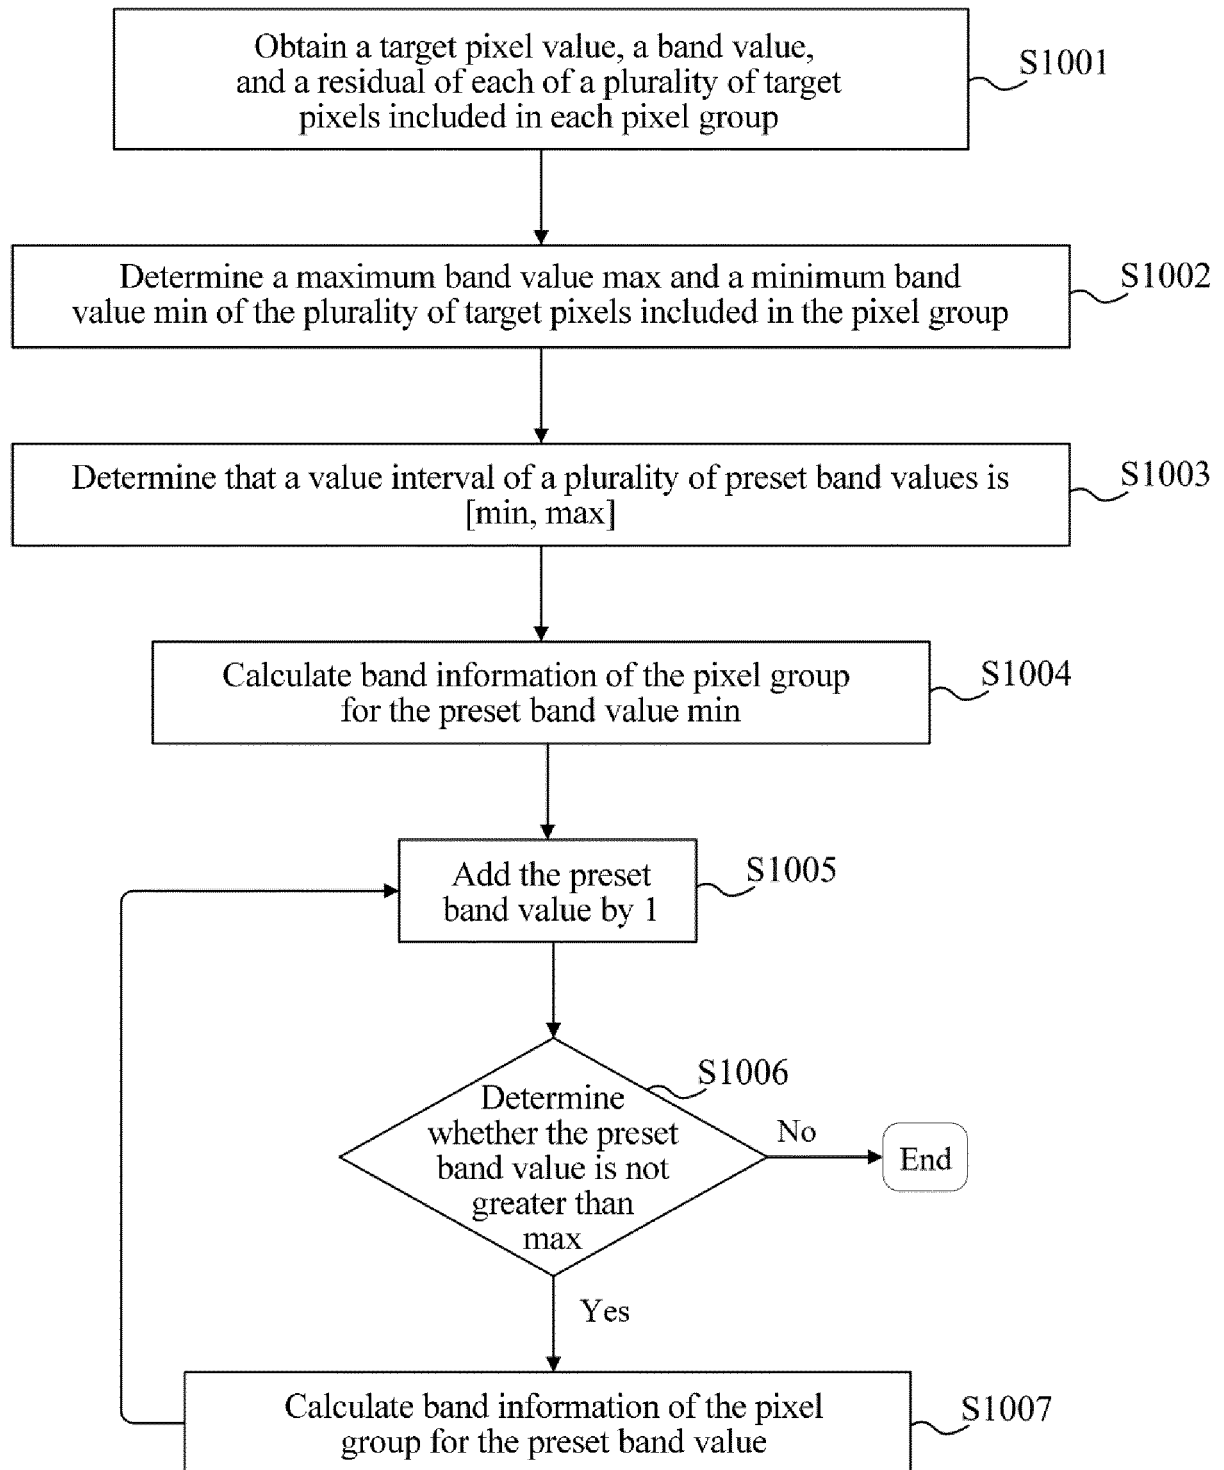 Obtain a target pixel value, a band value,
and a residual of each of a plurality of target
pixels included in each pixel group
S1001
Determine a maximum band value max and a minimum band
value min of the plurality of target pixels included in the pixel group
S1002
Determine that a value interval of a plurality of preset band values is
[min, max]
S1003
Calculate band information of the pixel group
for the preset band value min
S1004
Add the preset
band value by 1
S1005
S1006
Determine
whether the preset
band value is not
greater than
max
No
End
Yes
Calculate band information of the pixel
group for the preset band value
S1007